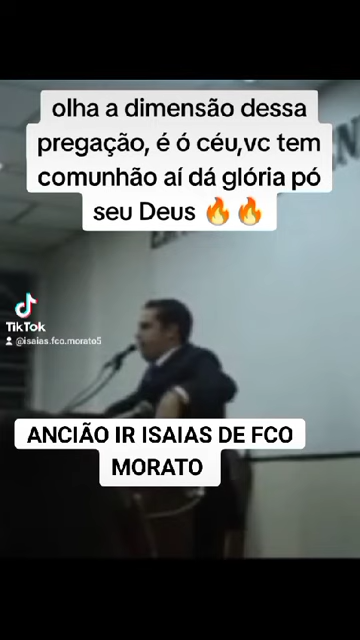 olha a dimensão dessa
pregação, é ó céu,vc tem
comunhão aí dá glória pó
seu Deus 🔥🔥
TikTok
@isaias.fco.morato5
ANCIÃO IR ISAIAS DE FCO
MORATO